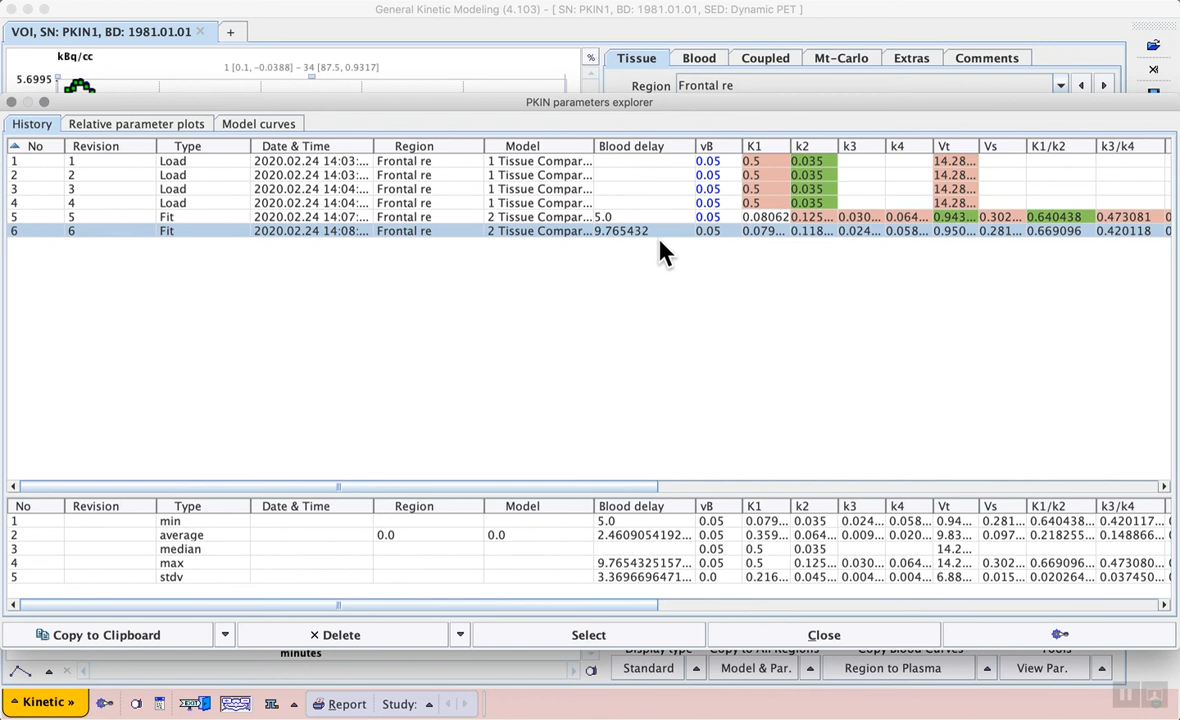 General Kinetic Modeling (4.103) - [ SN: PKIN1, BD: 1981.01.01, SED: Dynamic PET ]
VOI, SN: PKIN1, BD: 1981.01.01 × +
kBq/cc
1 [0.1, -0.0388] - 34 [87.5, 0.9317]
%
Tissue Blood Coupled Mt-Carlo Extras Comments
5.6995
Region Frontal re
PKIN parameters explorer
History Relative parameter plots Model curves
No Revision Type Date & Time Region Model Blood delay vB K1 k2 k3 k4 Vt Vs K1/k2 k3/k4
1 1 Load 2020.02.24 14:03:... Frontal re 1 Tissue Compar... 0.05 0.5 0.035 14.28...
2 2 Load 2020.02.24 14:03:... Frontal re 1 Tissue Compar... 0.05 0.5 0.035 14.28...
3 3 Load 2020.02.24 14:04:... Frontal re 1 Tissue Compar... 0.05 0.5 0.035 14.28...
4 4 Load 2020.02.24 14:04:... Frontal re 1 Tissue Compar... 0.05 0.5 0.035 14.28...
5 5 Fit 2020.02.24 14:07:... Frontal re 2 Tissue Compar... 5.0 0.05 0.08062 0.125... 0.030... 0.064... 0.943... 0.302... 0.640438 0.473081
6 6 Fit 2020.02.24 14:08:... Frontal re 2 Tissue Compar... 9.765432 0.05 0.079... 0.118... 0.024... 0.058... 0.950... 0.281... 0.669096 0.420118
No Revision Type Date & Time Region Model Blood delay vB K1 k2 k3 k4 Vt Vs K1/k2 k3/k4
1 min 5.0 0.05 0.079... 0.035 0.024... 0.058... 0.94... 0.281... 0.640438... 0.420117...
2 average 0.0 0.0 2.4609054192... 0.05 0.359... 0.064... 0.009... 0.020... 9.83... 0.097... 0.218255... 0.148866...
3 median 0.05 0.5 0.035 14.2...
4 max 9.7654325157... 0.05 0.5 0.125... 0.030... 0.064... 14.2... 0.302... 0.669096... 0.473080...
5 stdv 3.3696696471... 0.0 0.216... 0.045... 0.004... 0.004... 6.88... 0.015... 0.020264... 0.037450...
Copy to Clipboard × Delete Select Close
minutes
Standard Model & Par. Region to Plasma View Par.
Kinetic » Report Study: